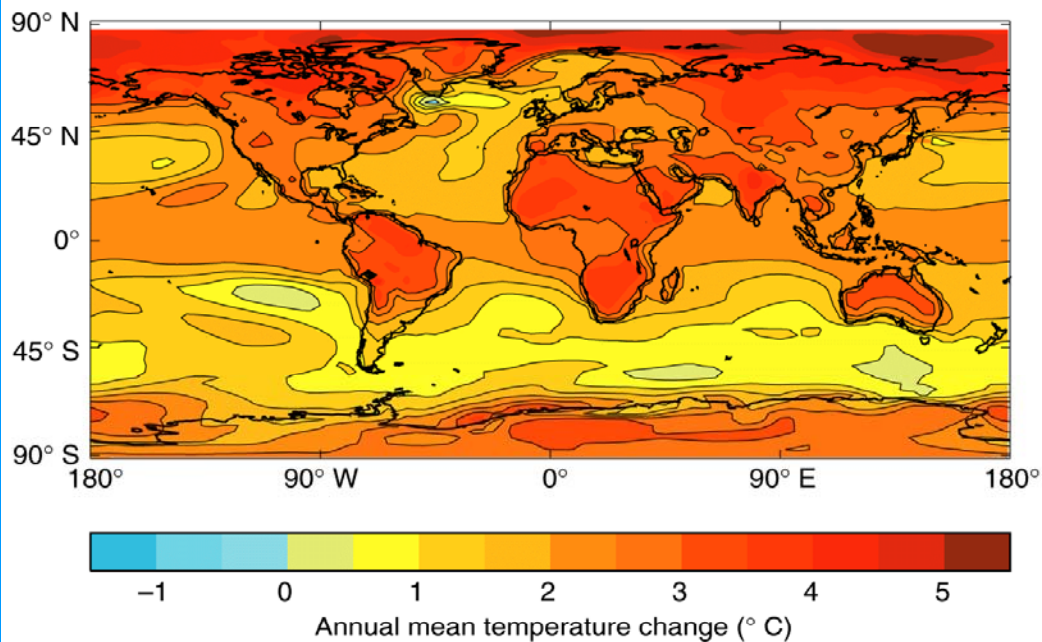 90° N
45° N
0°
45° S
90° S
180° 90° W 0° 90° E 180°
–1 0 1 2 3 4 5
Annual mean temperature change (° C)